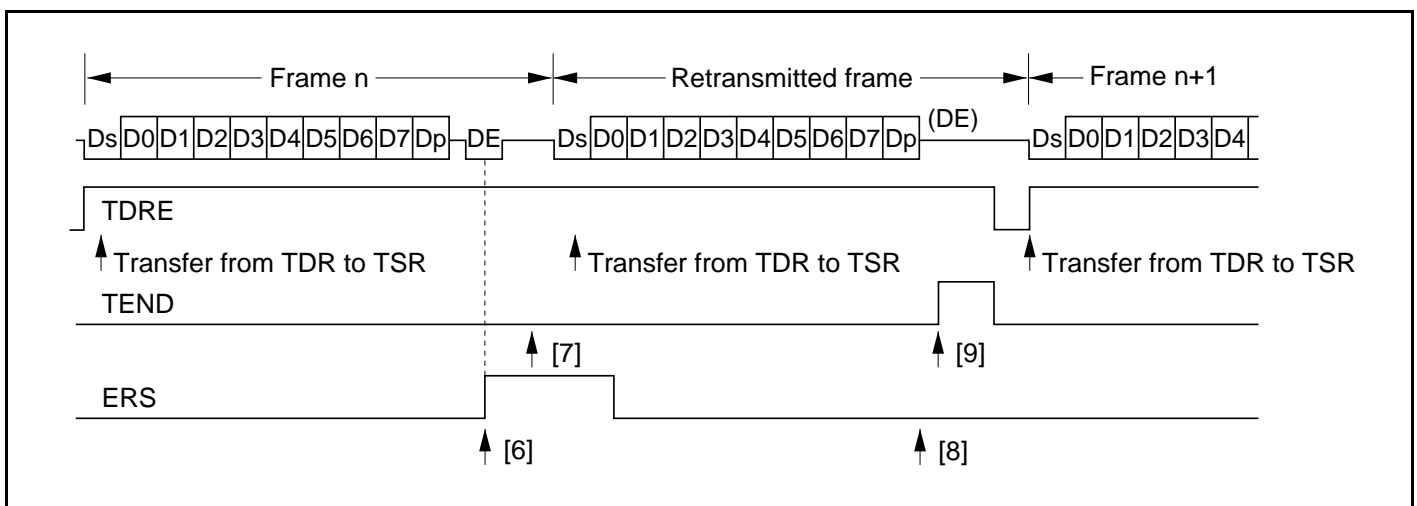 Frame n Retransmitted frame Frame n+1
(DE)
Ds D0 D1 D2 D3 D4 D5 D6 D7 Dp DE Ds D0 D1 D2 D3 D4 D5 D6 D7 Dp Ds D0 D1 D2 D3 D4
TDRE
Transfer from TDR to TSR Transfer from TDR to TSR Transfer from TDR to TSR
TEND
[7] [9]
ERS
[6] [8]